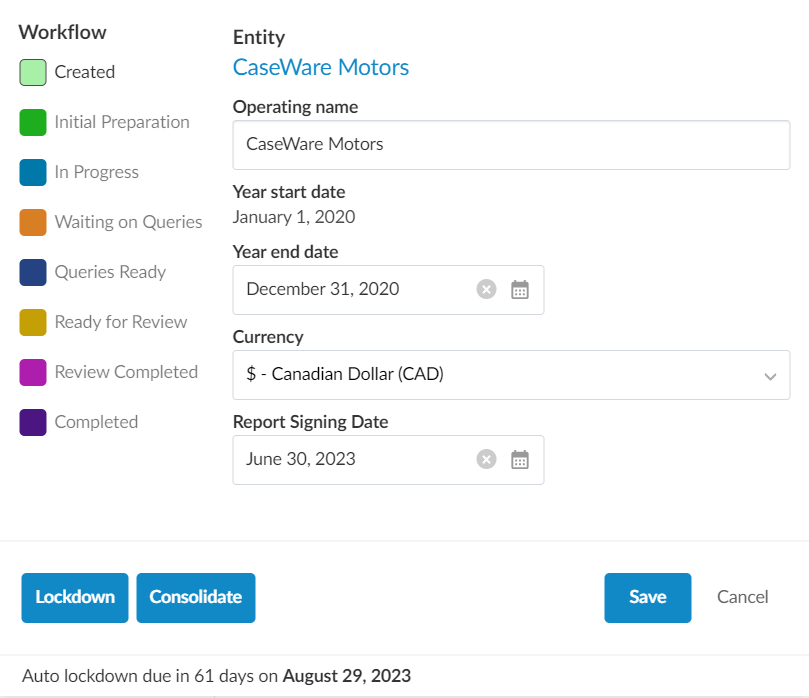 Workflow
Created
Initial Preparation
In Progress
Waiting on Queries
Queries Ready
Ready for Review
Review Completed
Completed
Entity
CaseWare Motors
Operating name
CaseWare Motors
Year start date
January 1, 2020
Year end date
December 31, 2020
Currency
$ - Canadian Dollar (CAD)
Report Signing Date
June 30, 2023
Lockdown
Consolidate
Save
Cancel
Auto lockdown due in 61 days on August 29, 2023